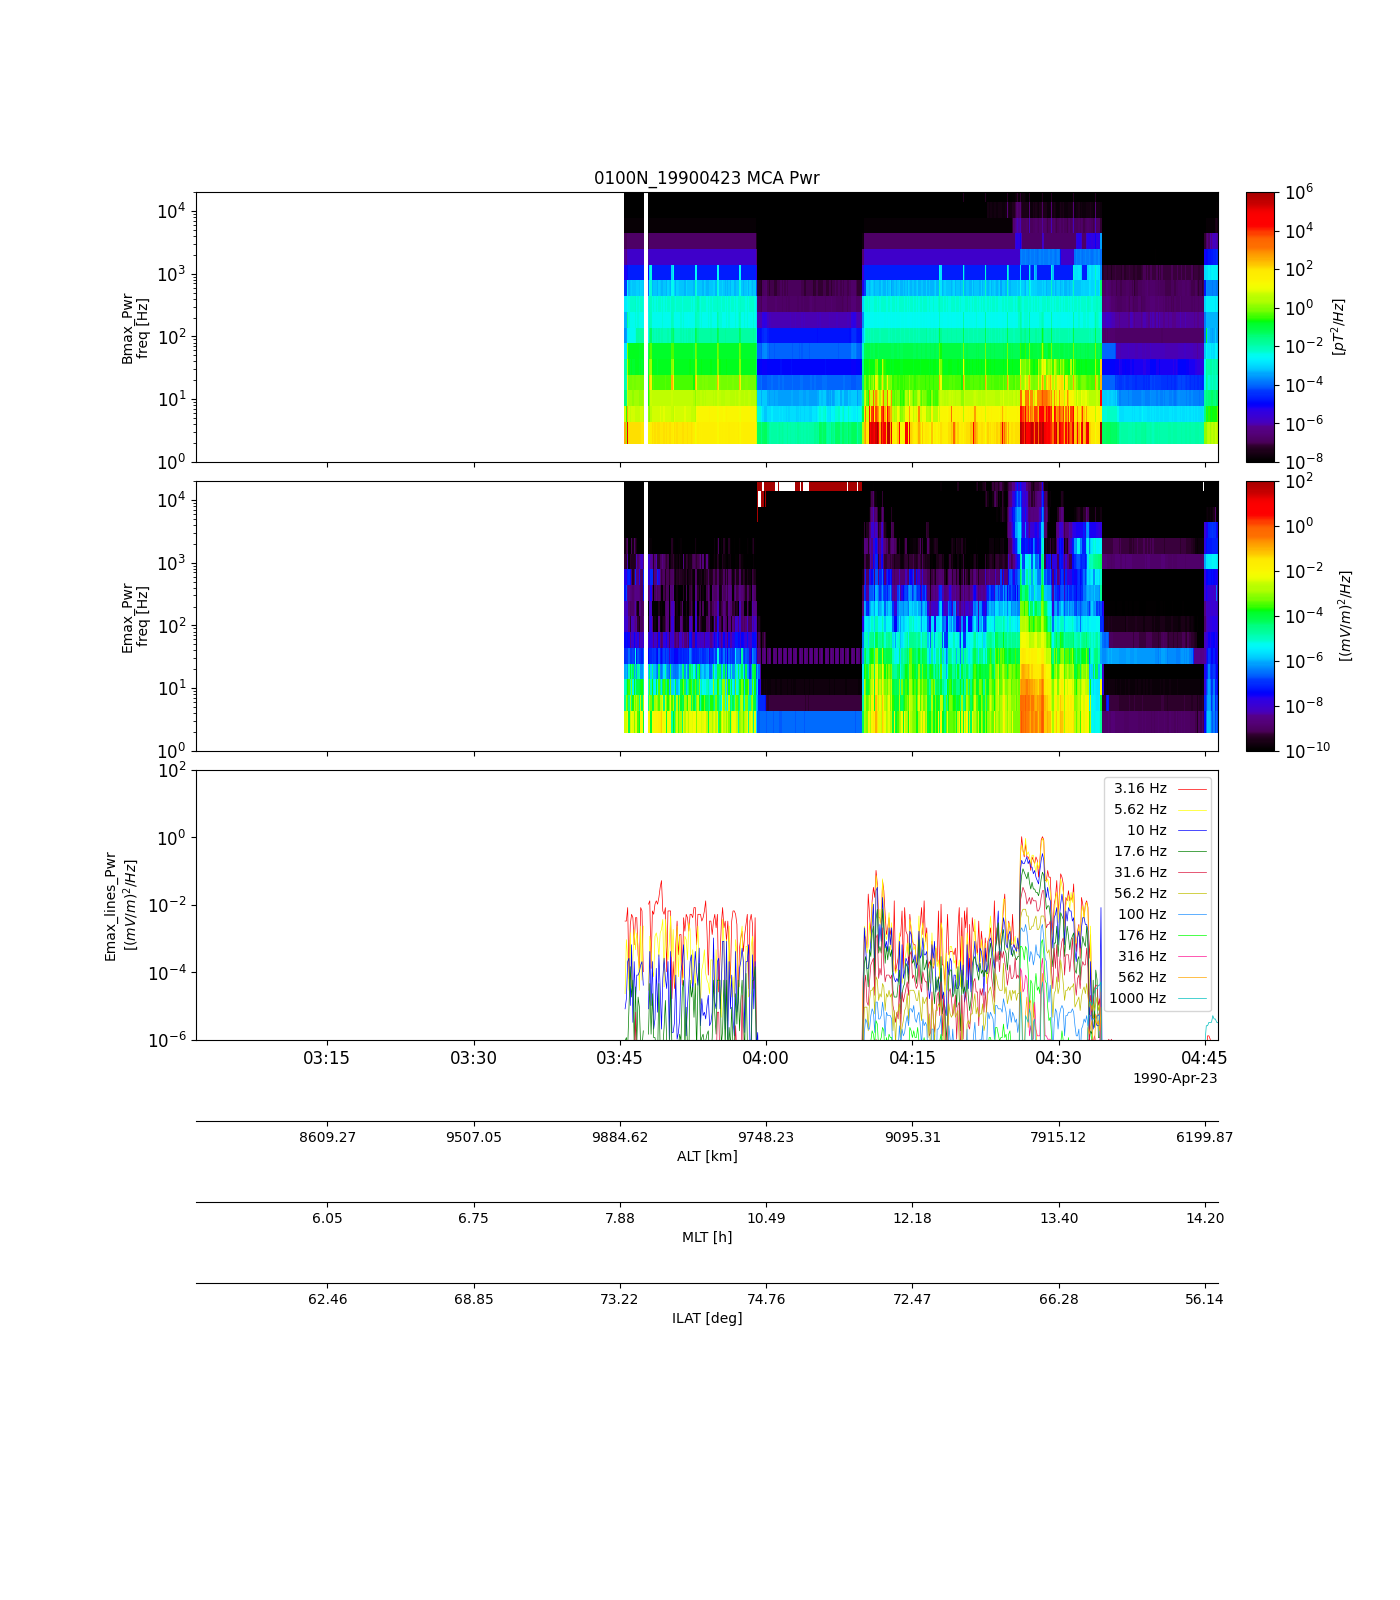 0100N_19900423 MCA Pwr
10^4
10^3
10^2
10^1
10^0
Bmax_Pwr
freq [Hz]
10^6
10^4
10^2
10^0
10^−2
10^−4
10^−6
10^−8
[pT^2/Hz]
10^4
10^3
10^2
10^1
10^0
Emax_Pwr
freq [Hz]
10^2
10^0
10^−2
10^−4
10^−6
10^−8
10^−10
[(mV/m)^2/Hz]
10^2
10^0
10^−2
10^−4
10^−6
Emax_lines_Pwr
[(mV/m)^2/Hz]
3.16 Hz
5.62 Hz
10 Hz
17.6 Hz
31.6 Hz
56.2 Hz
100 Hz
176 Hz
316 Hz
562 Hz
1000 Hz
03:15 03:30 03:45 04:00 04:15 04:30 04:45
1990-Apr-23
8609.27 9507.05 9884.62 9748.23 9095.31 7915.12 6199.87
ALT [km]
6.05 6.75 7.88 10.49 12.18 13.40 14.20
MLT [h]
62.46 68.85 73.22 74.76 72.47 66.28 56.14
ILAT [deg]